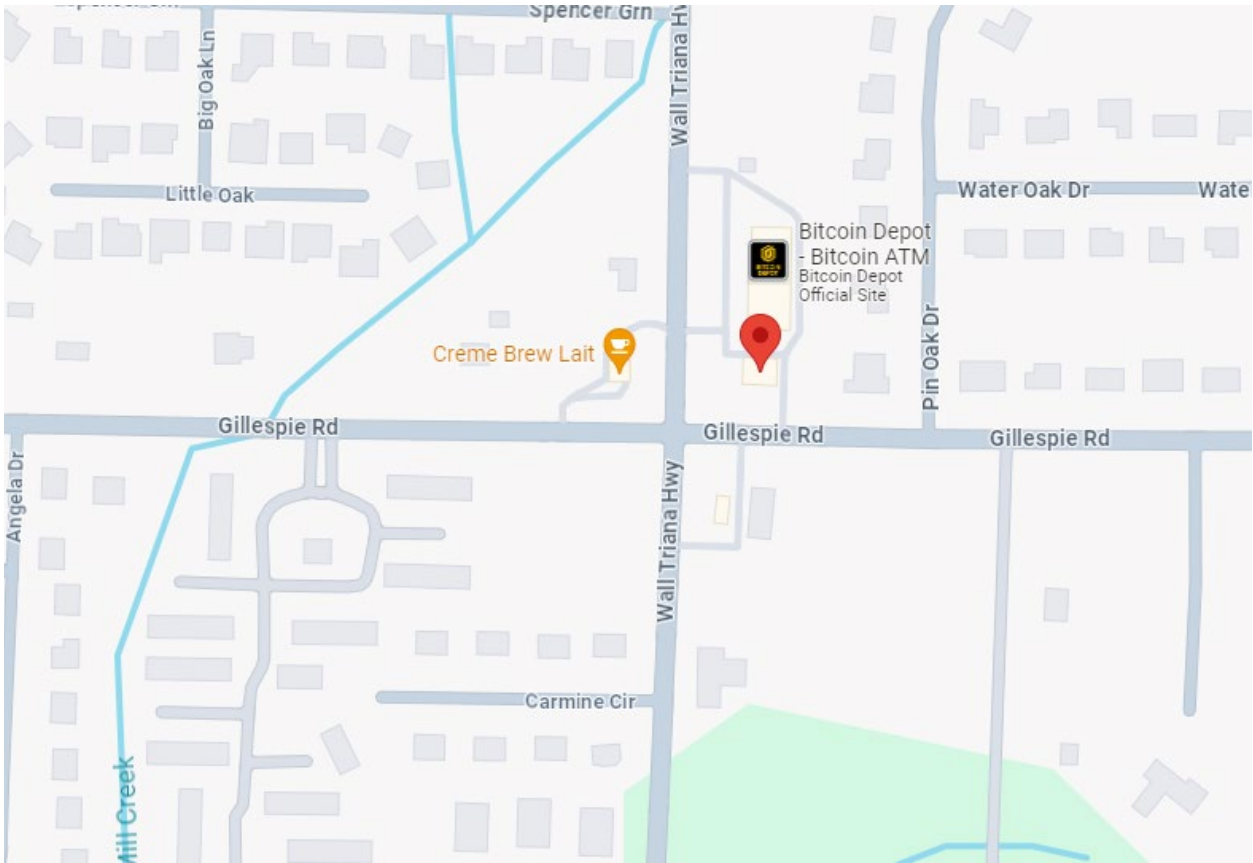 Spencer Grn
Wall Triana Hwy
Big Oak Ln
Little Oak
Water Oak Dr
Wate
Bitcoin Depot
- Bitcoin ATM
Bitcoin Depot
Official Site
BITCOIN
DEPOT
Creme Brew Lait
Pin Oak Dr
Gillespie Rd
Gillespie Rd
Gillespie Rd
Angela Dr
Wall Triana Hwy
Carmine Cir
Mill Creek